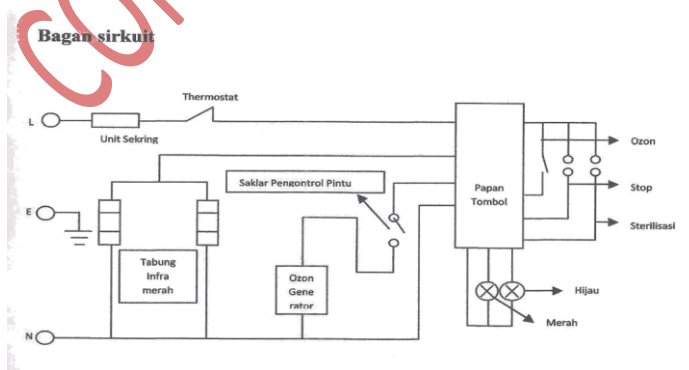 Bagan sirkuit
Thermostat
L
Unit Sekring
Ozon
Saklar Pengontrol Pintu
Papan
Tombol
Stop
E
Sterilisasi
Tabung
Infra
merah
Ozon
Gene
rator
Hijau
Merah
N